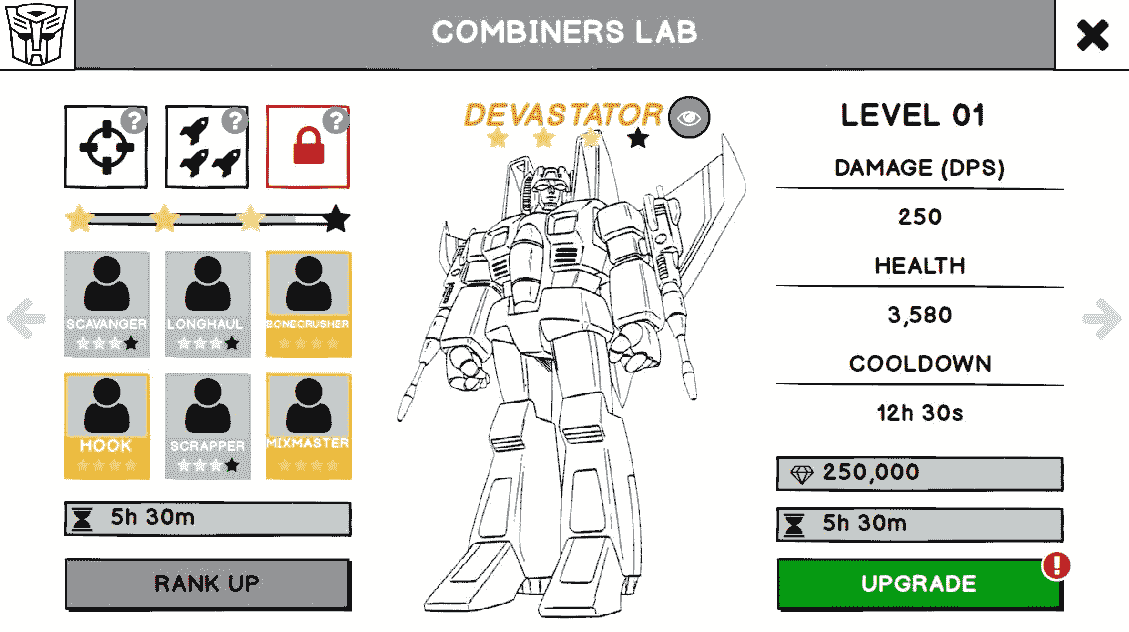 COMBINERS LAB
? ? ?
SCAVANGER LONGHAUL BONECRUSHER
HOOK SCRAPPER MIXMASTER
5h 30m
RANK UP
DEVASTATOR
LEVEL 01
DAMAGE (DPS)
250
HEALTH
3,580
COOLDOWN
12h 30s
250,000
5h 30m
UPGRADE !